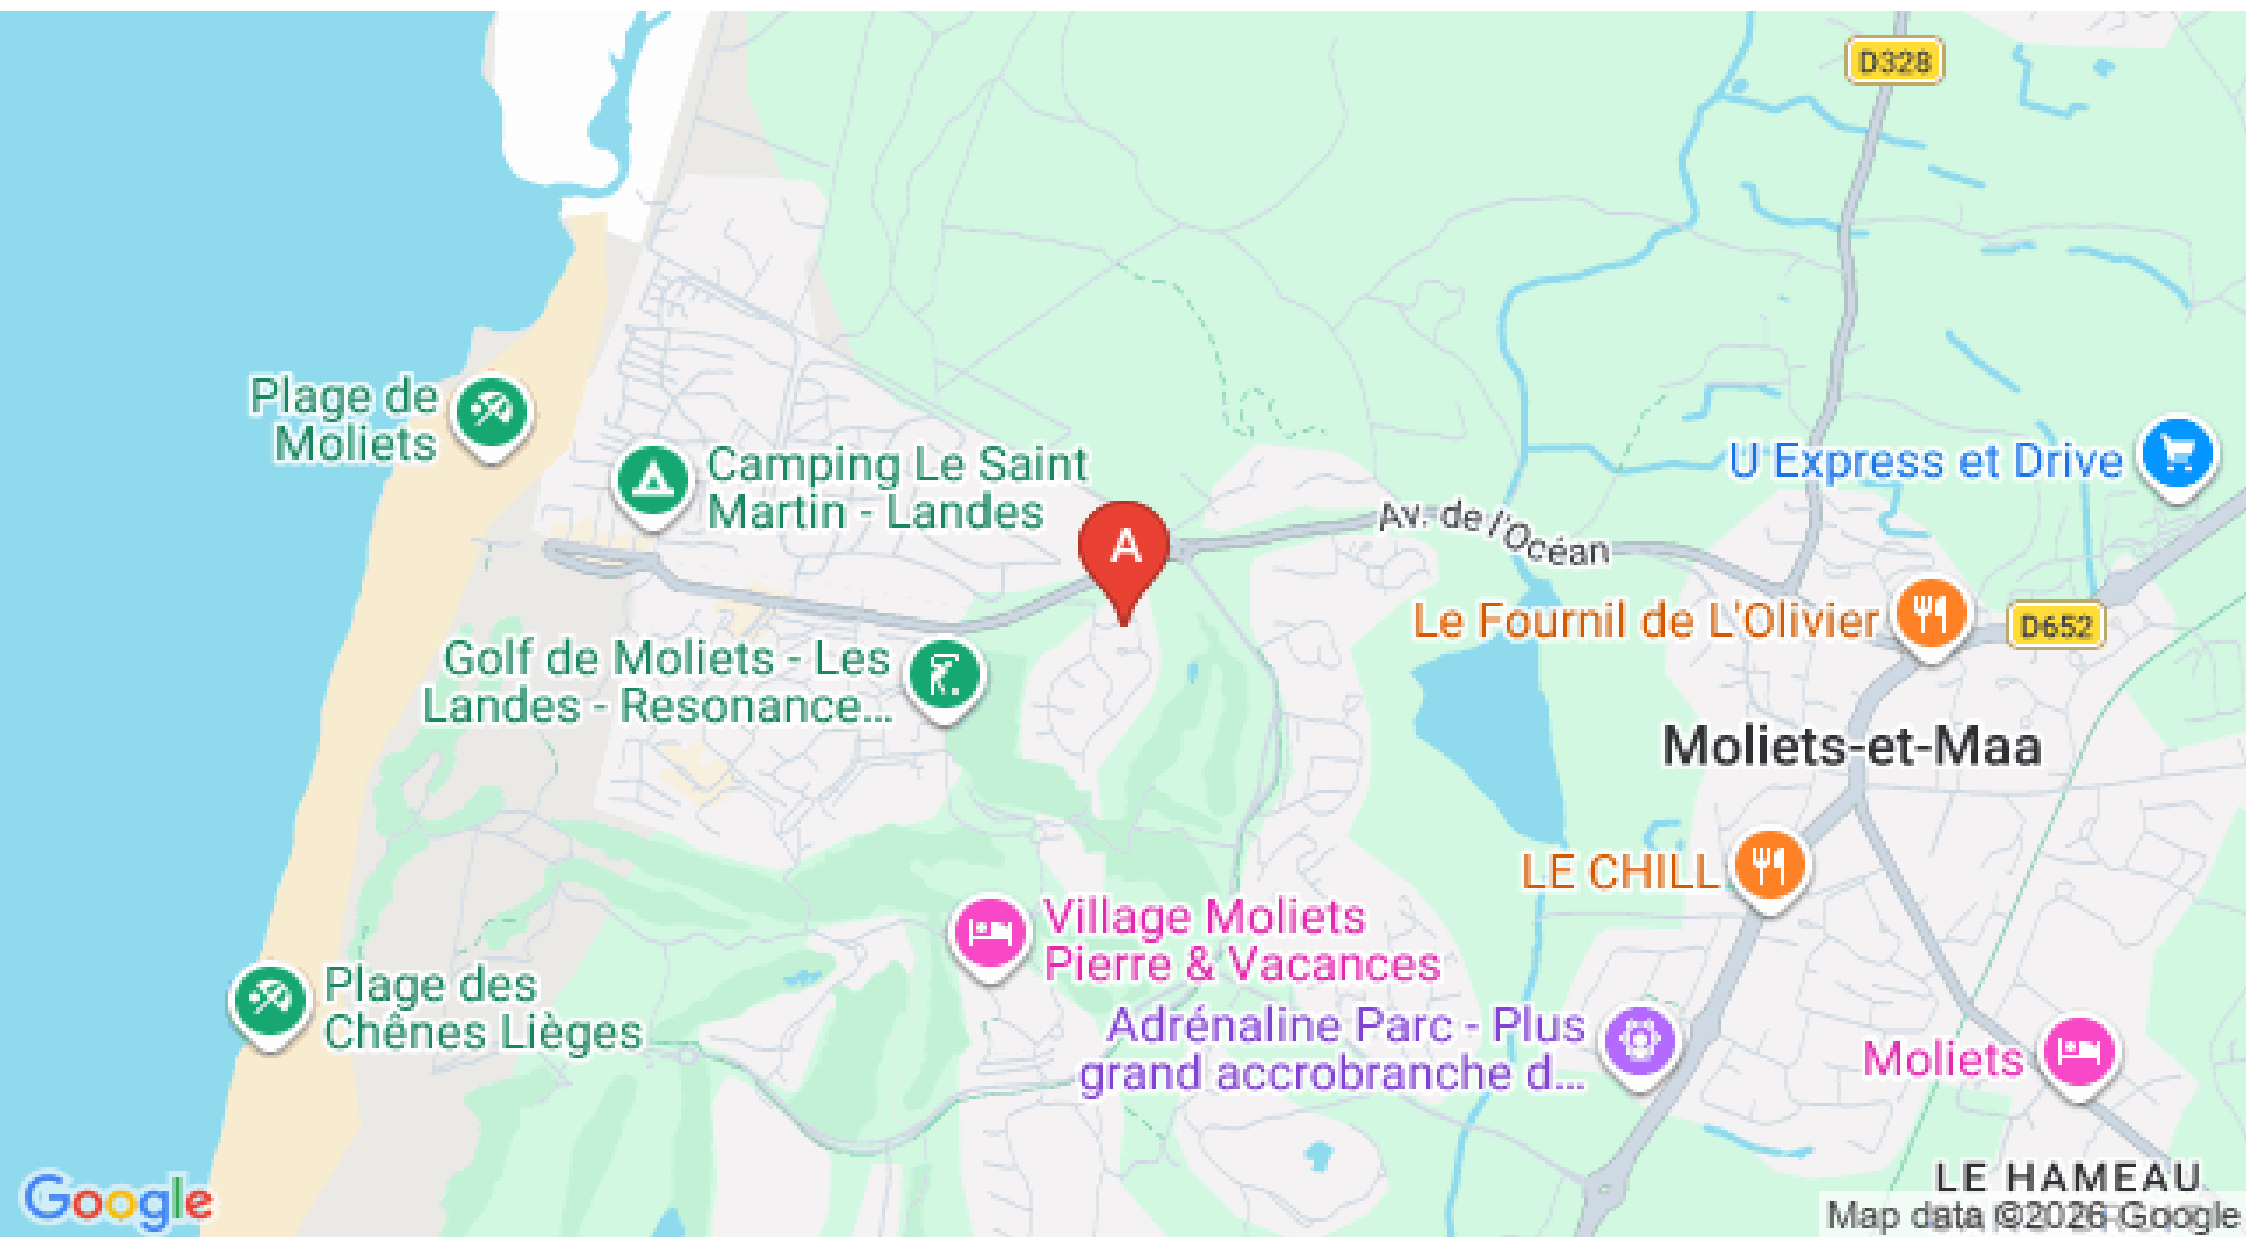 D328
Plage de
Moliets
Camping Le Saint
Martin - Landes
U Express et Drive
A
Av. de l'Océan
Le Fournil de L'Olivier
D652
Golf de Moliets - Les
Landes - Resonance...
Moliets-et-Maa
LE CHILL
Village Moliets
Pierre & Vacances
Plage des
Chênes Lièges
Adrénaline Parc - Plus
grand accrobranche d...
Moliets
LE HAMEAU
Google
Map data ©2026 Google